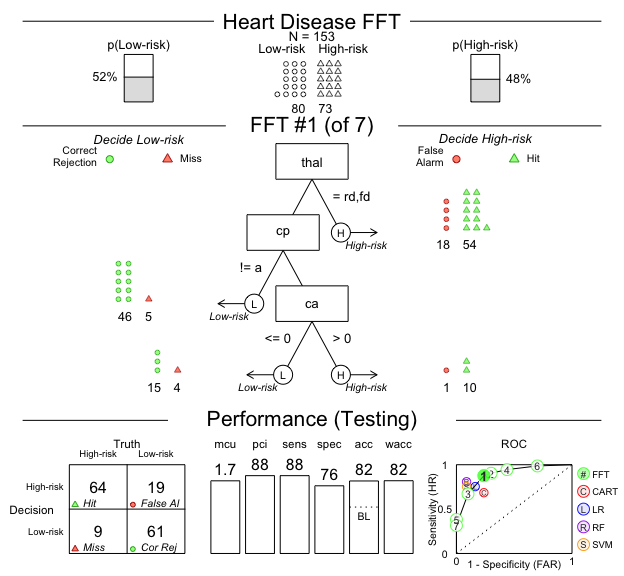 Heart Disease FFT
N = 153
p(Low-risk)
Low-risk High-risk
p(High-risk)
52%
48%
80 73
FFT #1 (of 7)
Decide Low-risk
Decide High-risk
Correct Rejection
Miss
False Alarm
Hit
thal
= rd,fd
cp
H
High-risk
18 54
!= a
L
Low-risk
46 5
ca
<= 0 > 0
L
Low-risk
H
High-risk
15 4
1 10
Performance (Testing)
Truth
High-risk Low-risk
Decision
High-risk
64
Hit
19
False Al
Low-risk
9
Miss
61
Cor Rej
mcu pci sens spec acc wacc
1.7 88 88 76 82 82
BL
ROC
Sensitivity (HR)
1
0.5
0
0 1
1 - Specificity (FAR)
1 2 4 6
3
5
7
C
# FFT
C CART
L LR
R RF
S SVM